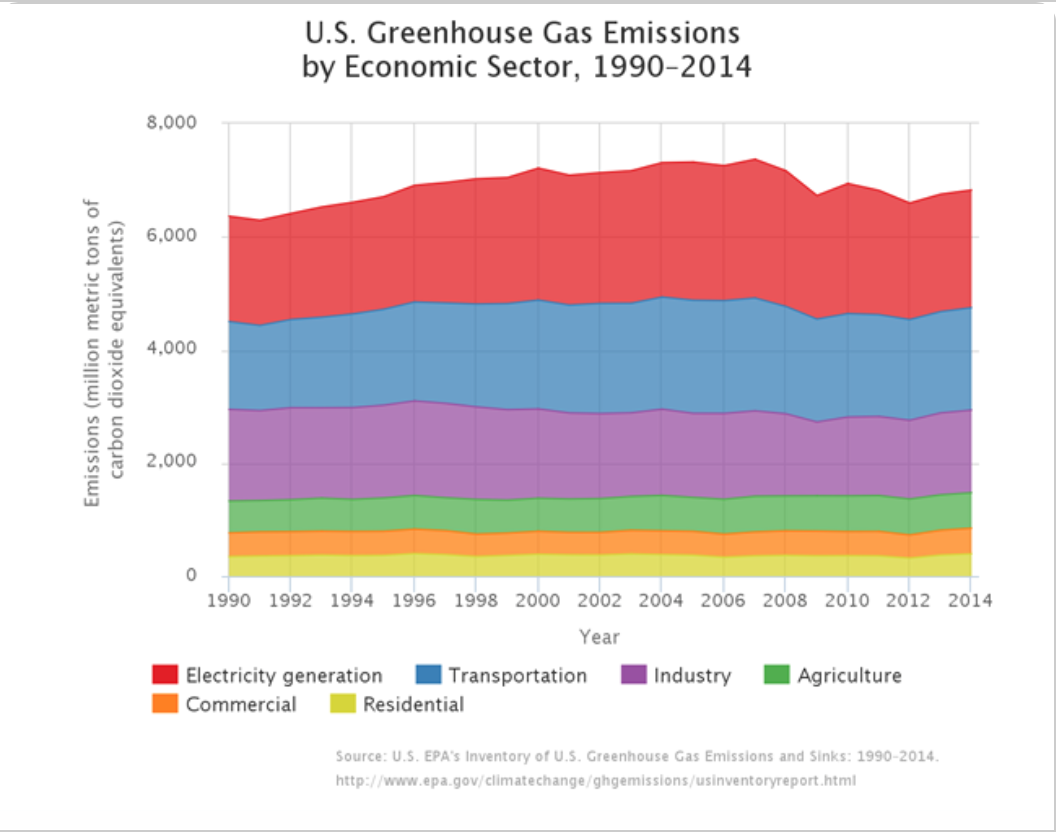 U.S. Greenhouse Gas Emissions
by Economic Sector, 1990–2014
Emissions (million metric tons of
carbon dioxide equivalents)
8,000
6,000
4,000
2,000
0
1990 1992 1994 1996 1998 2000 2002 2004 2006 2008 2010 2012 2014
Year
Electricity generation Transportation Industry Agriculture
Commercial Residential
Source: U.S. EPA's Inventory of U.S. Greenhouse Gas Emissions and Sinks: 1990–2014.
http://www.epa.gov/climatechange/ghgemissions/usinventoryreport.html